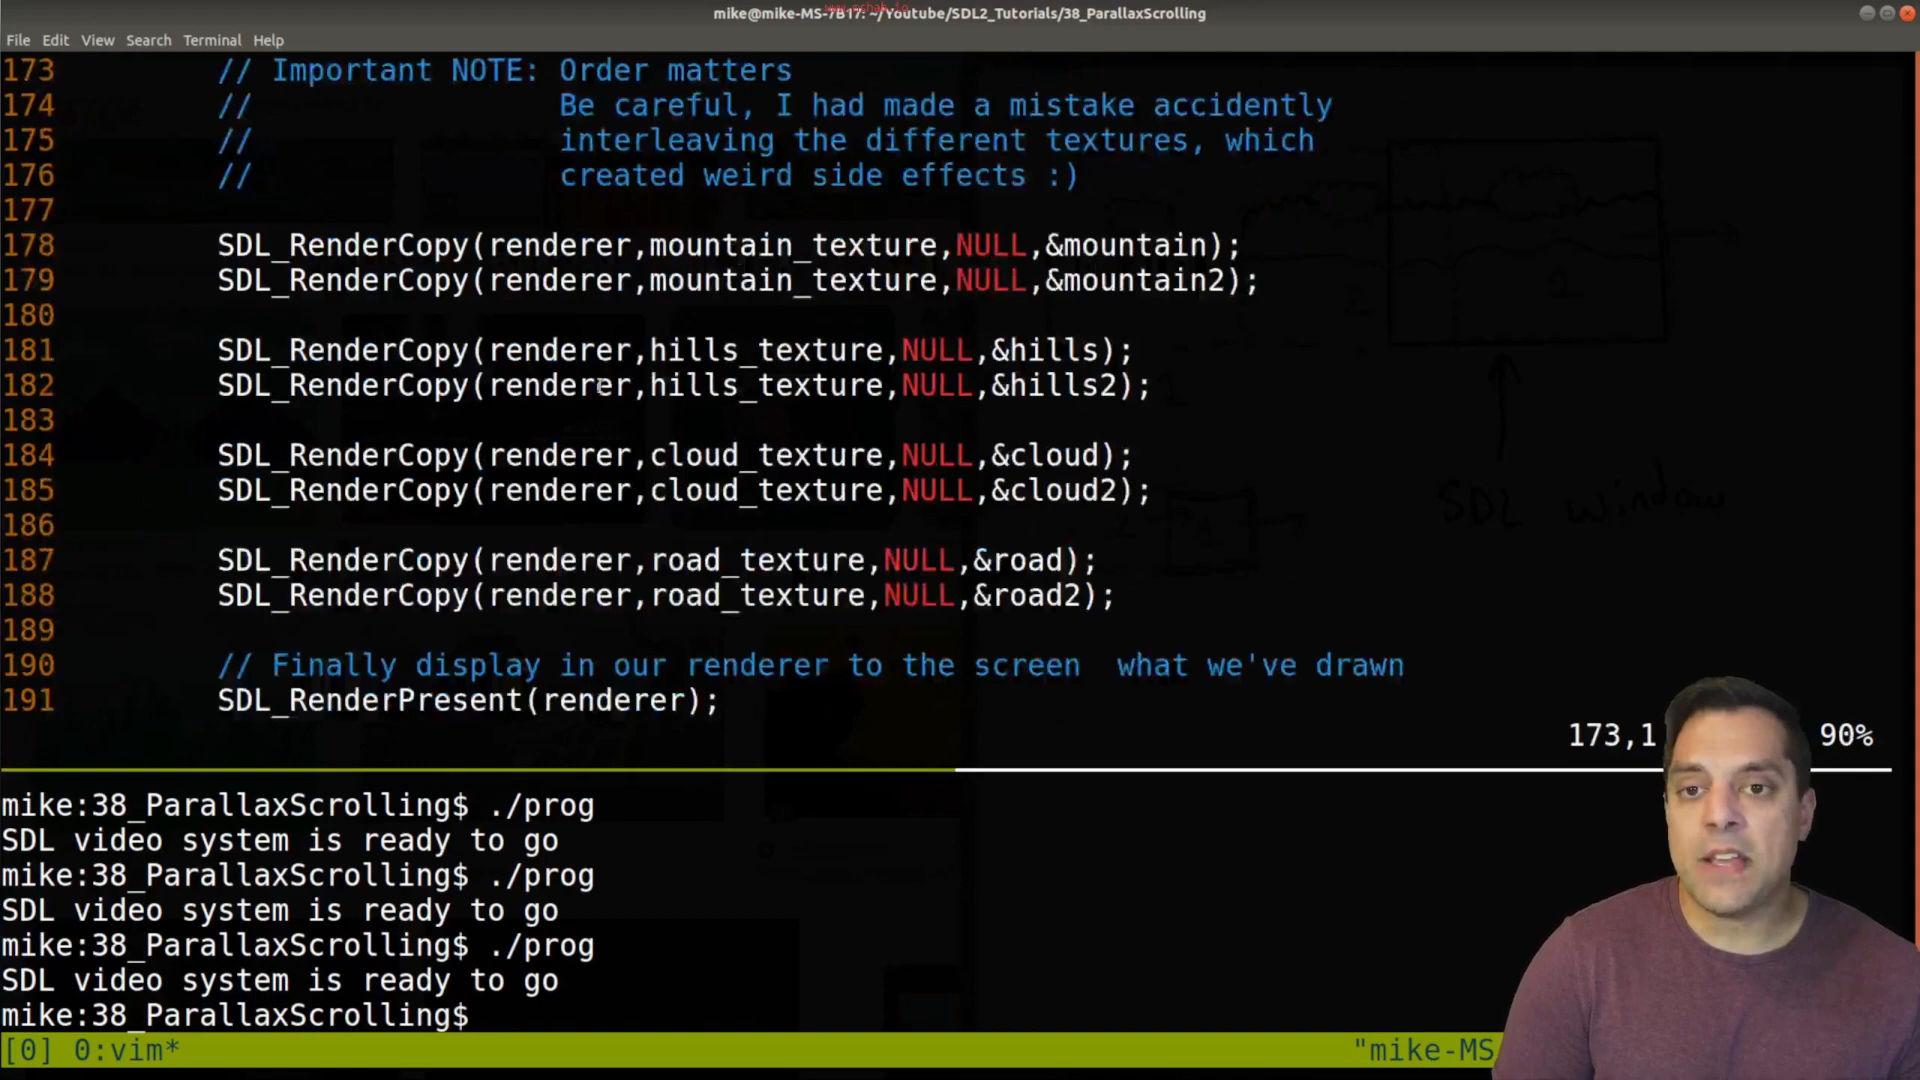 www.mshah.io
mike@mike-MS-7B17: ~/Youtube/SDL2_Tutorials/38_ParallaxScrolling
File Edit View Search Terminal Help
173 // Important NOTE: Order matters
174 // Be careful, I had made a mistake accidently
175 // interleaving the different textures, which
176 // created weird side effects :)
177
178 SDL_RenderCopy(renderer,mountain_texture,NULL,&mountain);
179 SDL_RenderCopy(renderer,mountain_texture,NULL,&mountain2);
180
181 SDL_RenderCopy(renderer,hills_texture,NULL,&hills);
182 SDL_RenderCopy(renderer,hills_texture,NULL,&hills2);
183
184 SDL_RenderCopy(renderer,cloud_texture,NULL,&cloud);
185 SDL_RenderCopy(renderer,cloud_texture,NULL,&cloud2);
186
187 SDL_RenderCopy(renderer,road_texture,NULL,&road);
188 SDL_RenderCopy(renderer,road_texture,NULL,&road2);
189
190 // Finally display in our renderer to the screen  what we've drawn
191 SDL_RenderPresent(renderer);
173,1 90%
mike:38_ParallaxScrolling$ ./prog
SDL video system is ready to go
mike:38_ParallaxScrolling$ ./prog
SDL video system is ready to go
mike:38_ParallaxScrolling$ ./prog
SDL video system is ready to go
mike:38_ParallaxScrolling$
[0] 0:vim* "mike-MS
SDL window